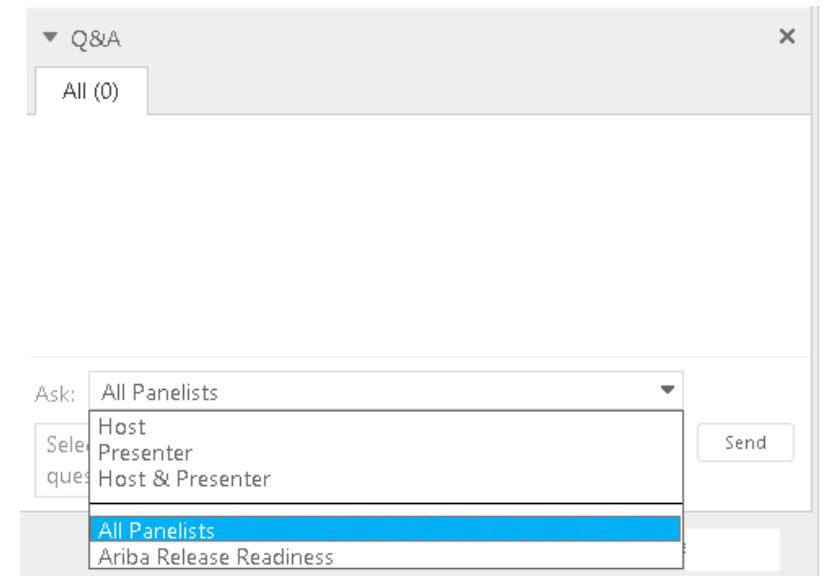 Q&A
All (0)
Ask: All Panelists
Host
Presenter
Host & Presenter
Send
All Panelists
Ariba Release Readiness